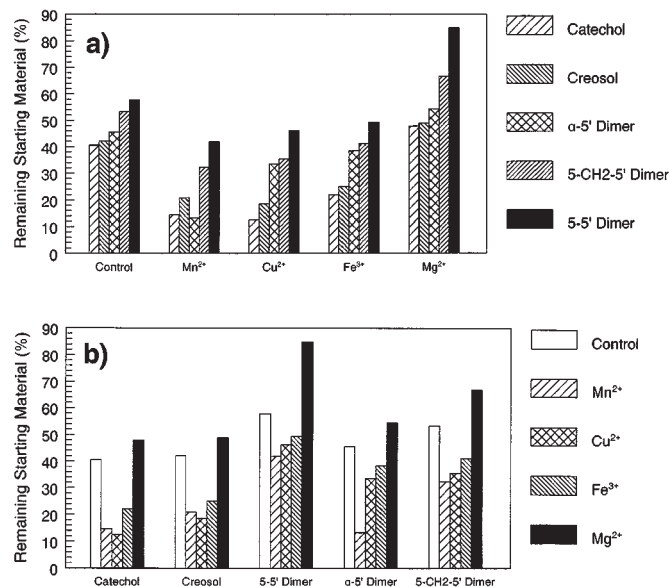 a)
Remaining Starting Material (%)
90
80
70
60
50
40
30
20
10
0
Control Mn²⁺ Cu²⁺ Fe³⁺ Mg²⁺
Catechol
Creosol
α-5' Dimer
5-CH2-5' Dimer
5-5' Dimer
b)
Remaining Starting Material (%)
90
80
70
60
50
40
30
20
10
0
Catechol Creosol 5-5' Dimer α-5' Dimer 5-CH2-5' Dimer
Control
Mn²⁺
Cu²⁺
Fe³⁺
Mg²⁺